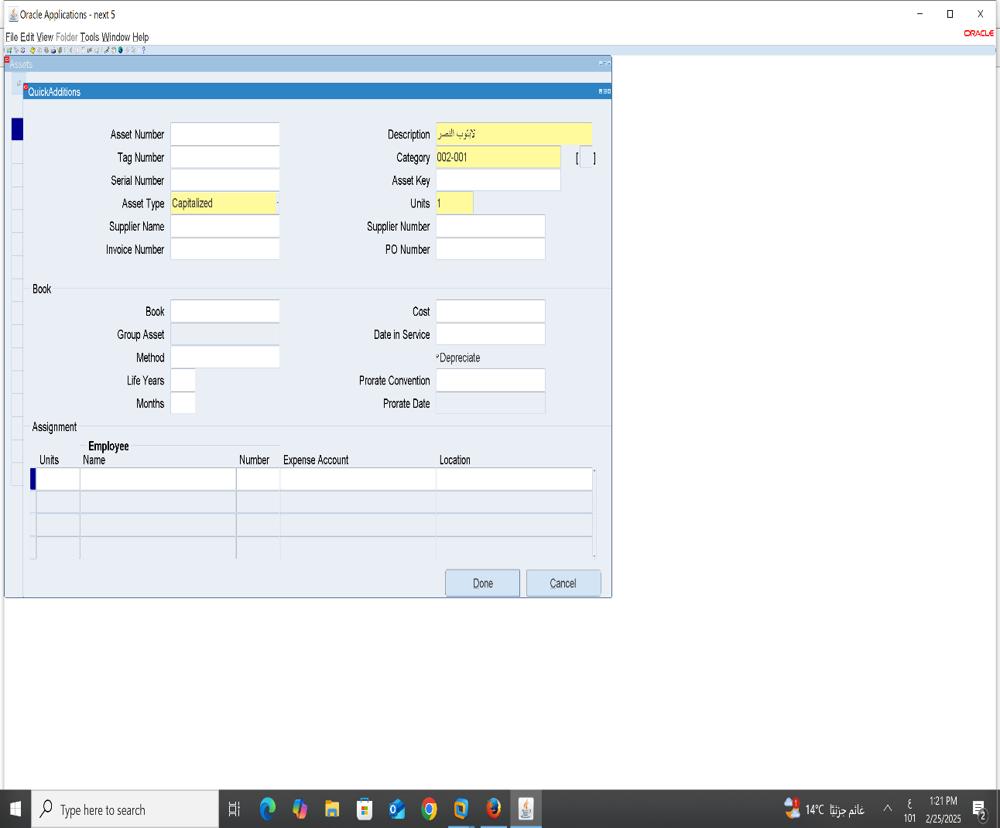 Oracle Applications - next 5
File Edit View Folder Tools Window Help
ORACLE
Assets
QuickAdditions
Asset Number
Description لابتوب النصر
Tag Number
Category 002-001 [ ]
Serial Number
Asset Key
Asset Type Capitalized
Units 1
Supplier Name
Supplier Number
Invoice Number
PO Number
Book
Book
Cost
Group Asset
Date in Service
Method
Depreciate
Life Years
Prorate Convention
Months
Prorate Date
Assignment
Employee
Units Name Number Expense Account Location
Done Cancel
Type here to search
1
14°C غائم جزئيًا
ع
101
1:21 PM
2/25/2025
2